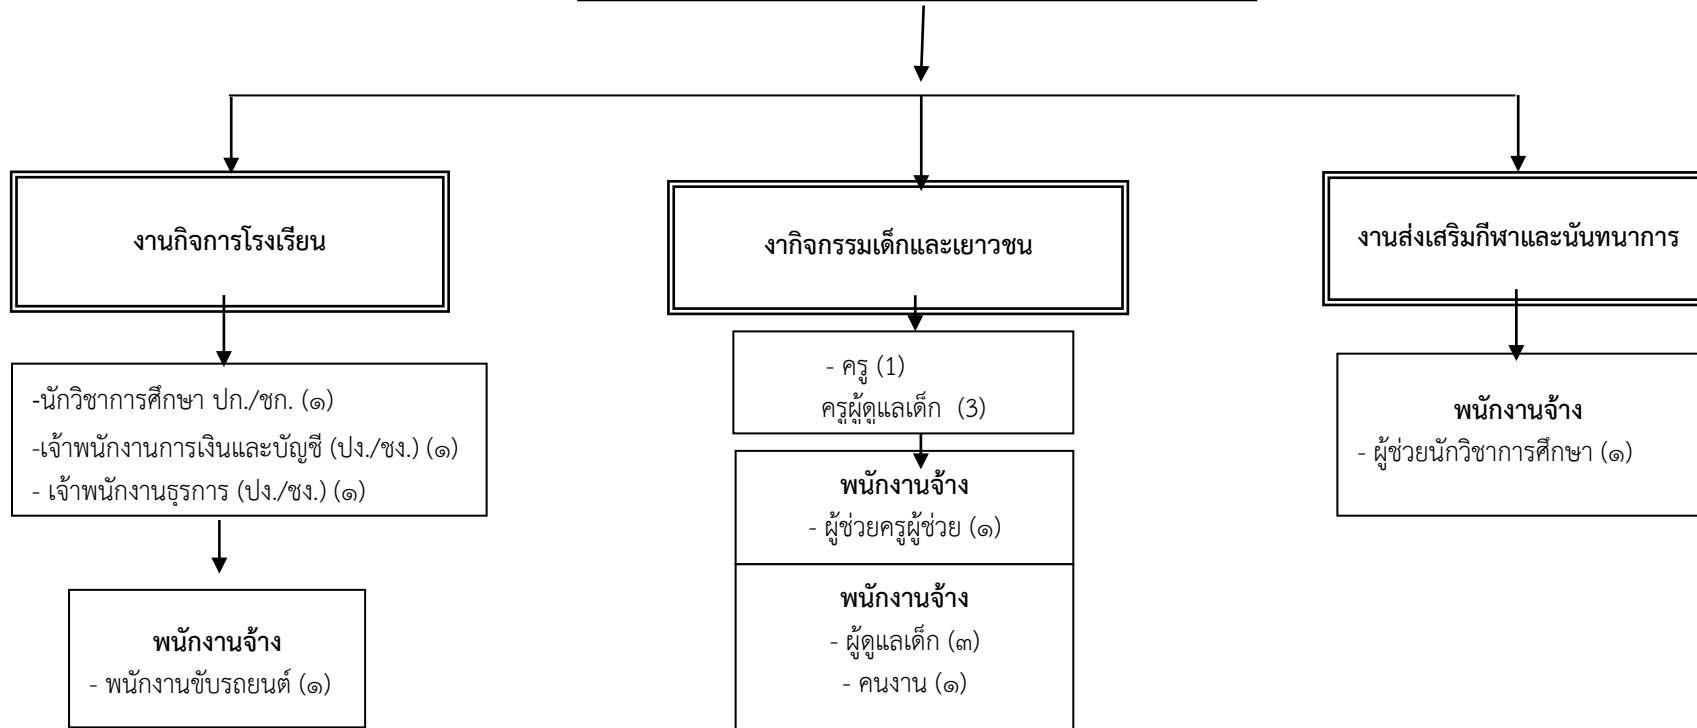 งานกิจการโรงเรียน
-นักวิชาการศึกษา ปก./ชก. (๑)
-เจ้าพนักงานการเงินและบัญชี (ปง./ชง.) (๑)
- เจ้าพนักงานธุรการ (ปง./ชง.) (๑)
พนักงานจ้าง
- พนักงานขับรถยนต์ (๑)
งากิจกรรมเด็กและเยาวชน
- ครู (1)
ครูผู้ดูแลเด็ก (3)
พนักงานจ้าง
- ผู้ช่วยครูผู้ช่วย (๑)
พนักงานจ้าง
- ผู้ดูแลเด็ก (๓)
- คนงาน (๑)
งานส่งเสริมกีฬาและนันทนาการ
พนักงานจ้าง
- ผู้ช่วยนักวิชาการศึกษา (๑)